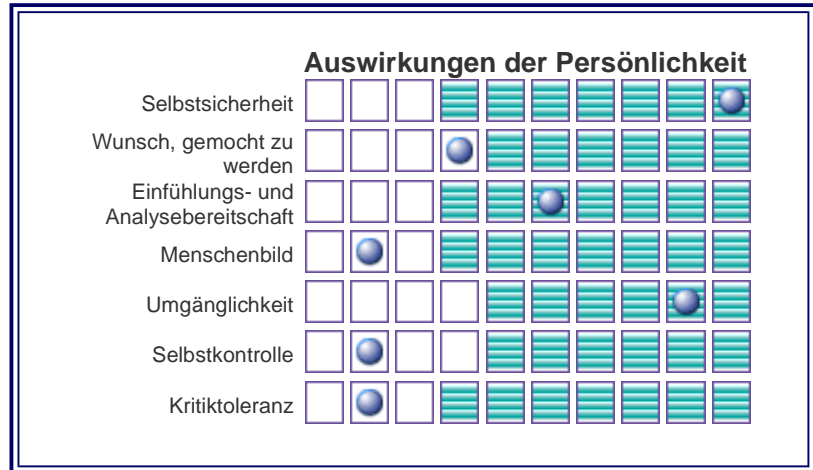 Auswirkungen der Persönlichkeit
Selbstsicherheit
Wunsch, gemocht zu
werden
Einfühlungs- und
Analysebereitschaft
Menschenbild
Umgänglichkeit
Selbstkontrolle
Kritiktoleranz